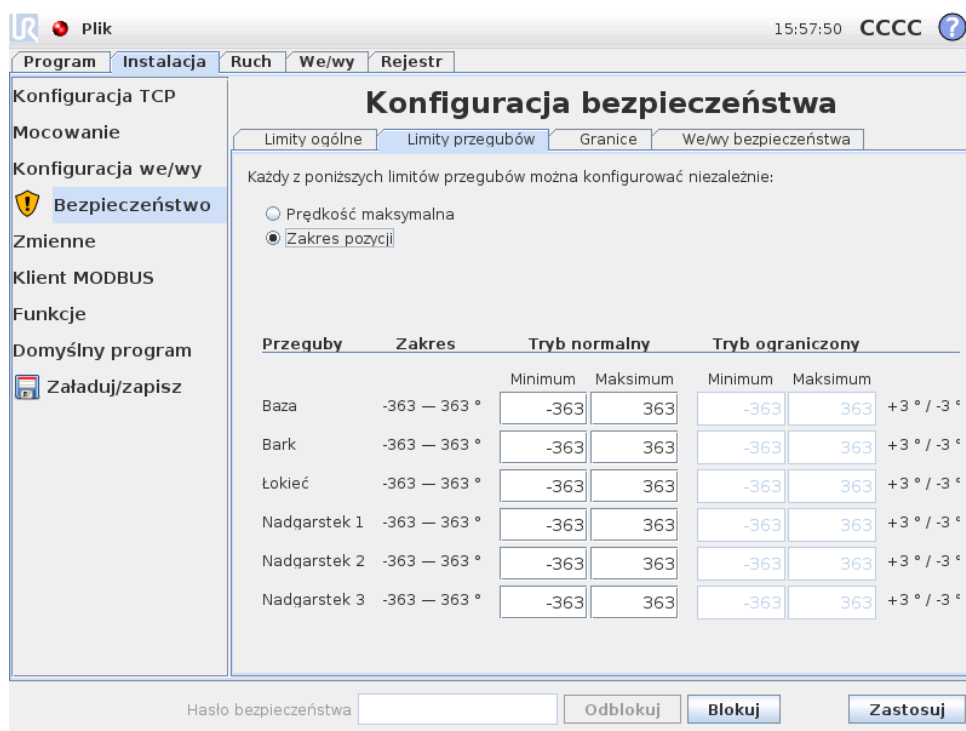 UR Plik 15:57:50 CCCC ?
Program Instalacja Ruch We/wy Rejestr
Konfiguracja TCP
Mocowanie
Konfiguracja we/wy
Bezpieczeństwo
Zmienne
Klient MODBUS
Funkcje
Domyślny program
Załaduj/zapisz
Konfiguracja bezpieczeństwa
Limity ogólne Limity przegubów Granice We/wy bezpieczeństwa
Każdy z poniższych limitów przegubów można konfigurować niezależnie:
Prędkość maksymalna
Zakres pozycji
Przeguby Zakres Tryb normalny Tryb ograniczony
Minimum Maksimum Minimum Maksimum
Baza -363 — 363 ° -363 363 -363 363 +3 ° / -3 °
Bark -363 — 363 ° -363 363 -363 363 +3 ° / -3 °
Łokieć -363 — 363 ° -363 363 -363 363 +3 ° / -3 °
Nadgarstek 1 -363 — 363 ° -363 363 -363 363 +3 ° / -3 °
Nadgarstek 2 -363 — 363 ° -363 363 -363 363 +3 ° / -3 °
Nadgarstek 3 -363 — 363 ° -363 363 -363 363 +3 ° / -3 °
Hasło bezpieczeństwa Odblokuj Blokuj Zastosuj